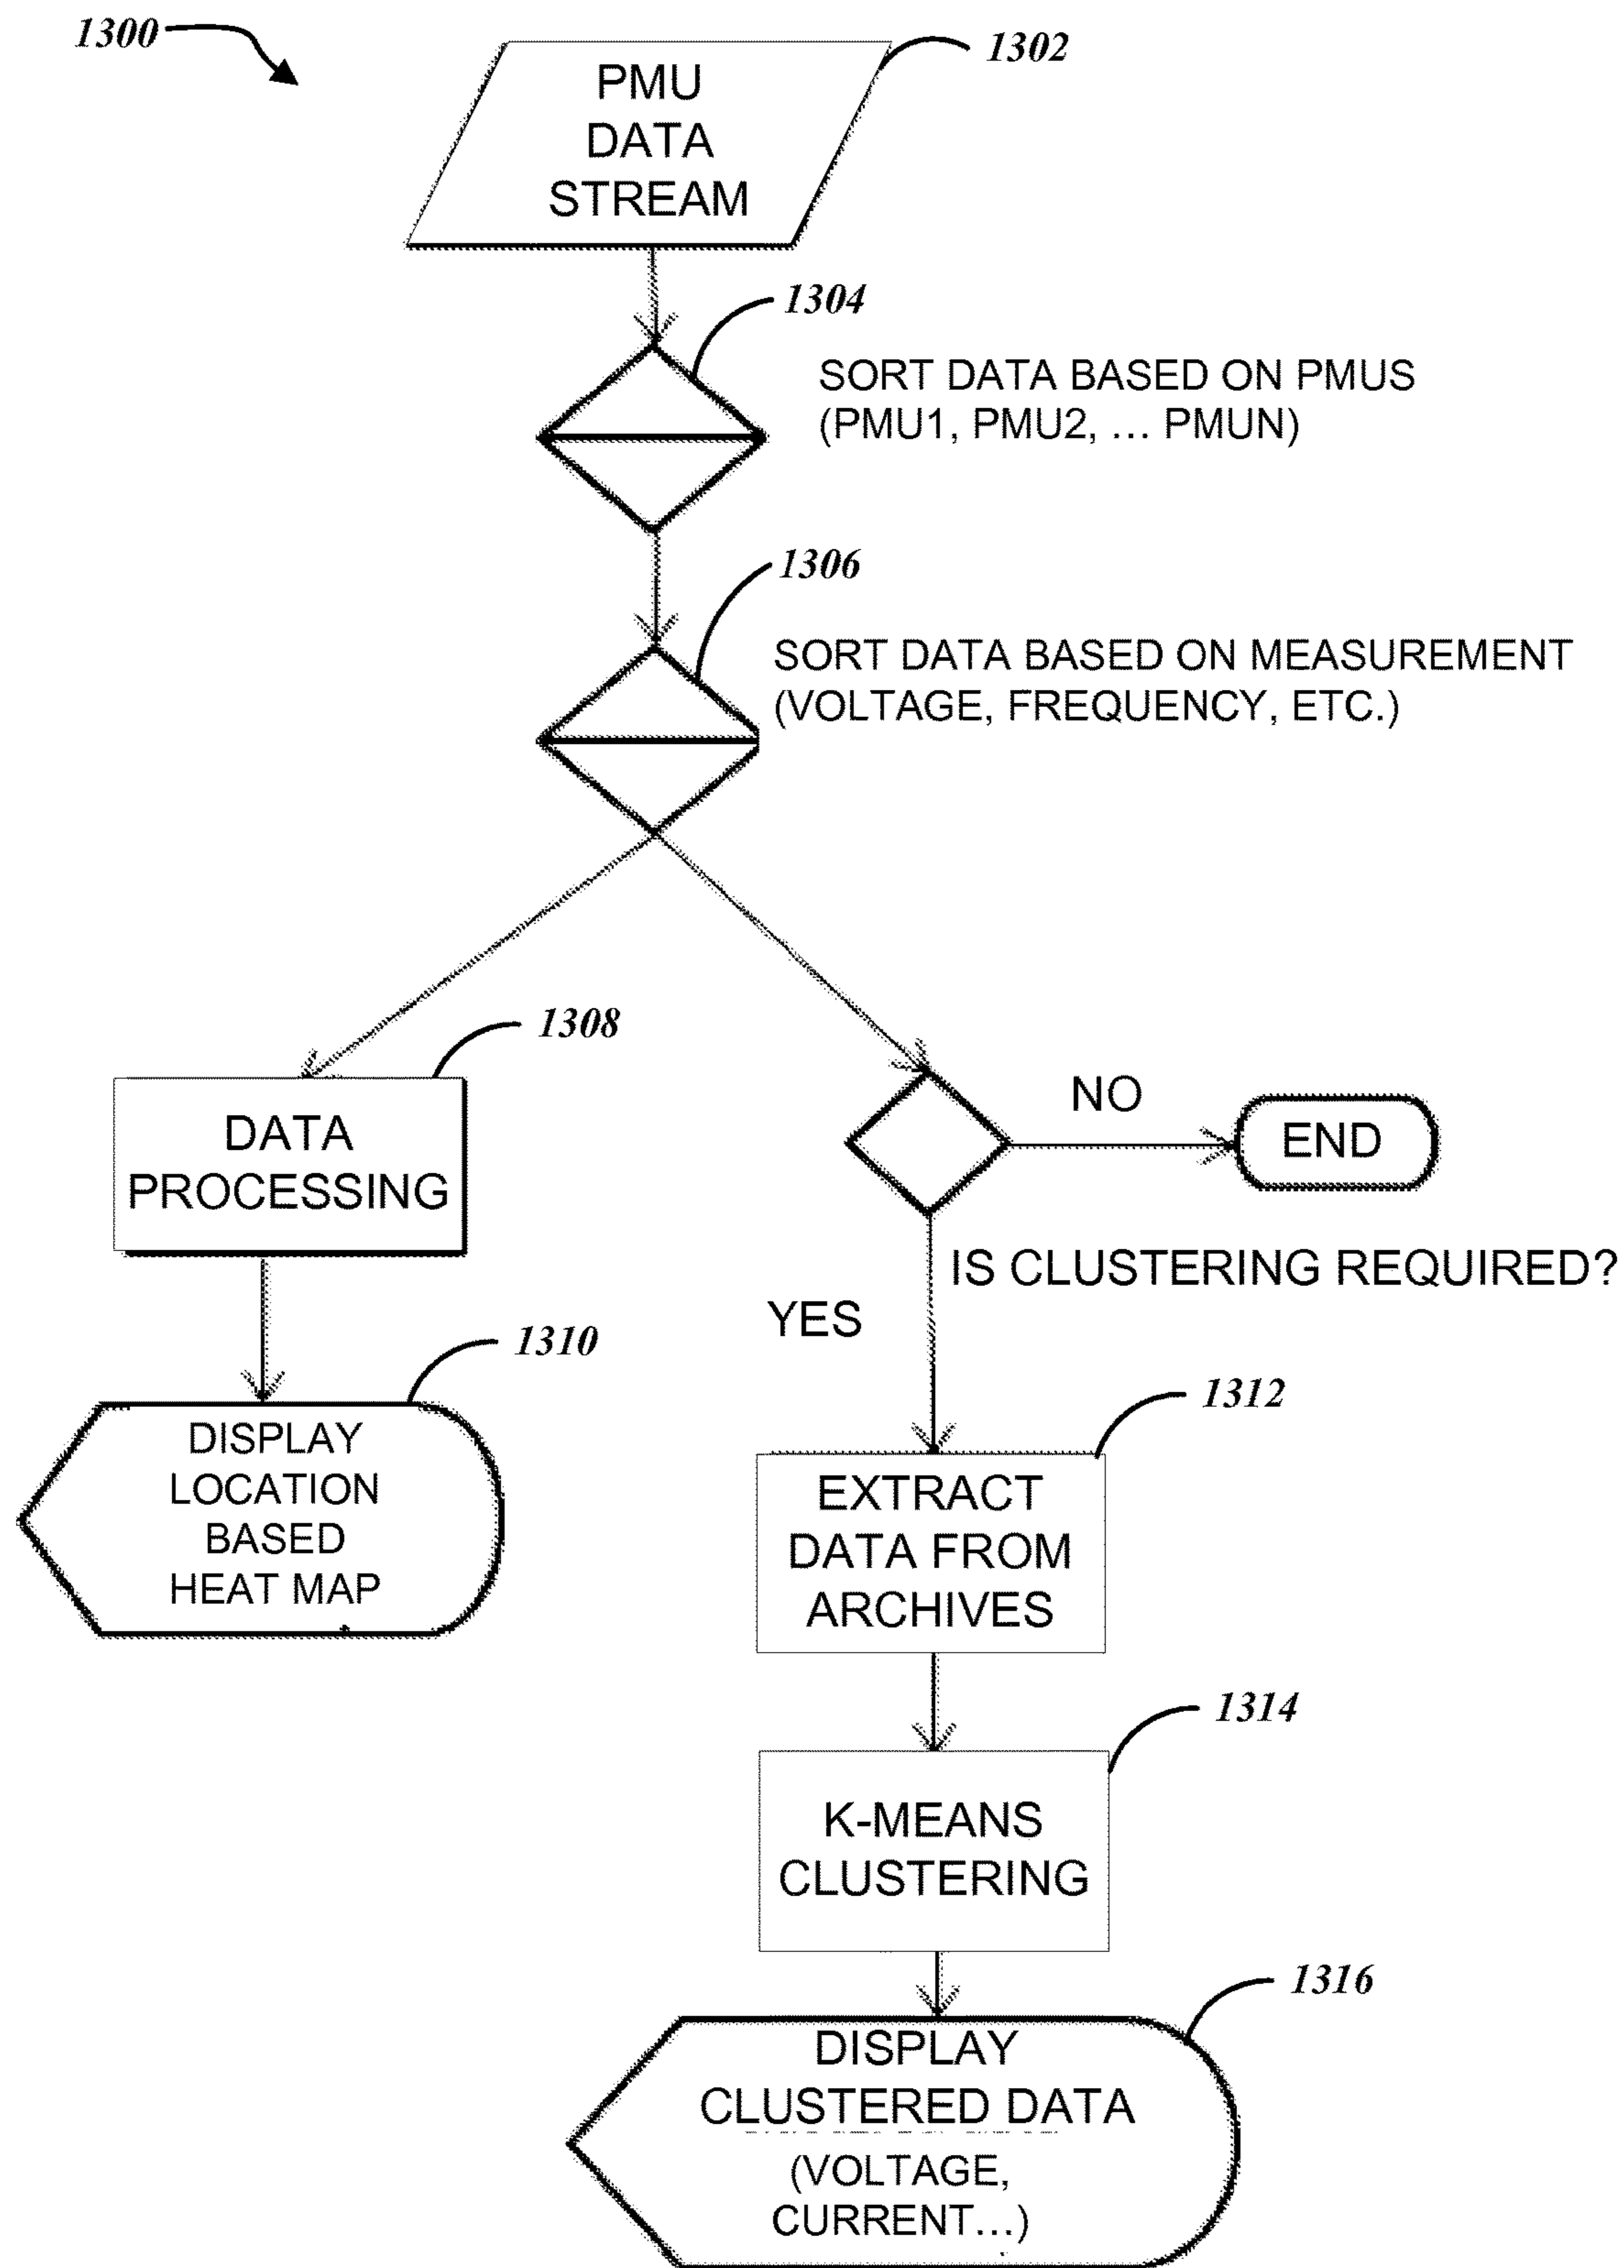 1300
1302
PMU
DATA
STREAM
1304
SORT DATA BASED ON PMUS
(PMU1, PMU2, ... PMUN)
1306
SORT DATA BASED ON MEASUREMENT
(VOLTAGE, FREQUENCY, ETC.)
1308
DATA
PROCESSING
NO
END
IS CLUSTERING REQUIRED?
YES
1310
DISPLAY
LOCATION
BASED
HEAT MAP
1312
EXTRACT
DATA FROM
ARCHIVES
1314
K-MEANS
CLUSTERING
1316
DISPLAY
CLUSTERED DATA
(VOLTAGE,
CURRENT...)